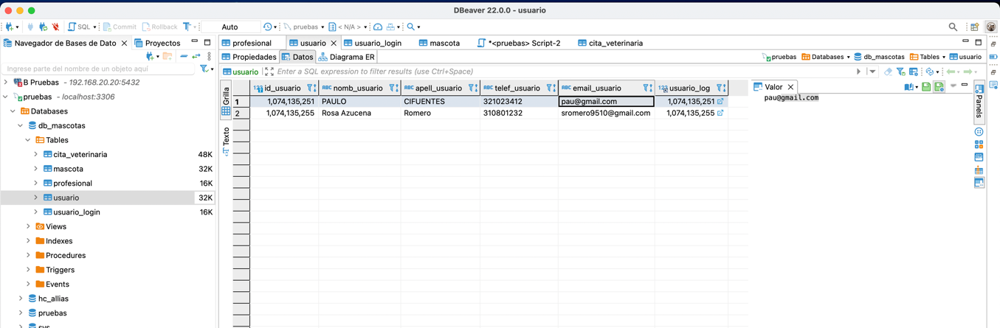 DBeaver 22.0.0 - usuario
SQL Commit Rollback T Auto pruebas < N/A >
Navegador de Bases de Dato Proyectos
Ingrese parte del nombre de un objeto aquí
B Pruebas - 192.168.20.20:5432
pruebas - localhost:3306
Databases
db_mascotas
Tables
cita_veterinaria 48K
mascota 32K
profesional 16K
usuario 32K
usuario_login 16K
Views
Indexes
Procedures
Triggers
Events
hc_allias
pruebas
sys
profesional usuario usuario_login mascota *<pruebas> Script-2 cita_veterinaria
Propiedades Datos Diagrama ER pruebas Databases db_mascotas Tables usuario
usuario Enter a SQL expression to filter results (use Ctrl+Space)
Grilla
Texto
123 id_usuario ABC nomb_usuario ABC apell_usuario ABC telef_usuario ABC email_usuario 123 usuario_log
1 1,074,135,251 PAULO CIFUENTES 321023412 pau@gmail.com 1,074,135,251
2 1,074,135,255 Rosa Azucena Romero 310801232 sromero9510@gmail.com 1,074,135,255
Valor
pau@gmail.com
Panels